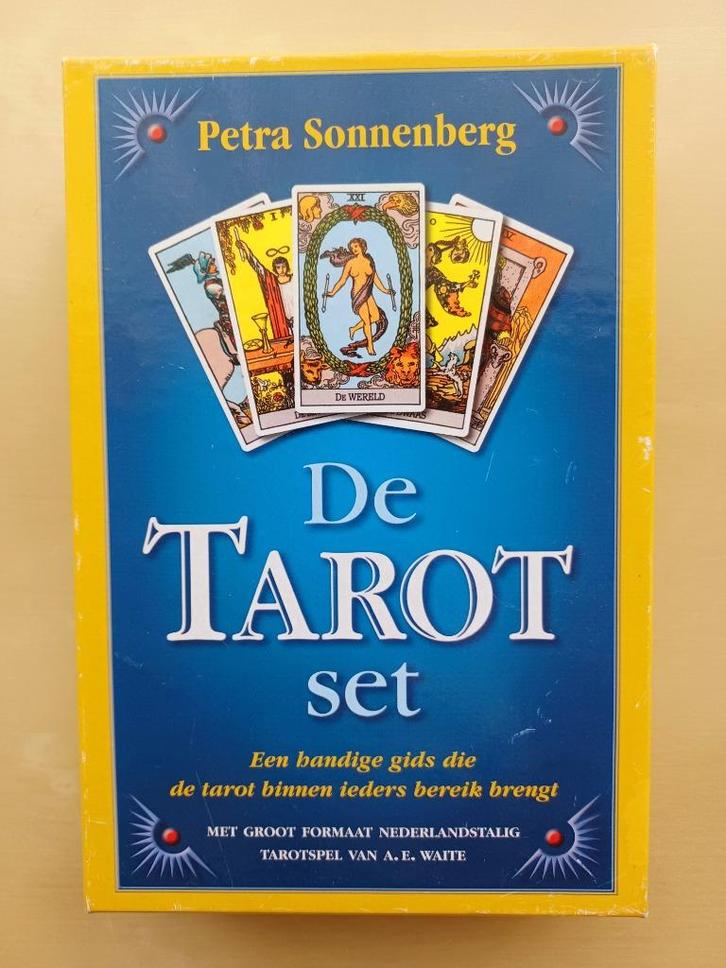 Petra Sonnenberg
XXI
DE WERELD
De
TAROT
set
Een handige gids die
de tarot binnen ieders bereik brengt
MET GROOT FORMAAT NEDERLANDSTALIG
TAROTSPEL VAN A. E. WAITE